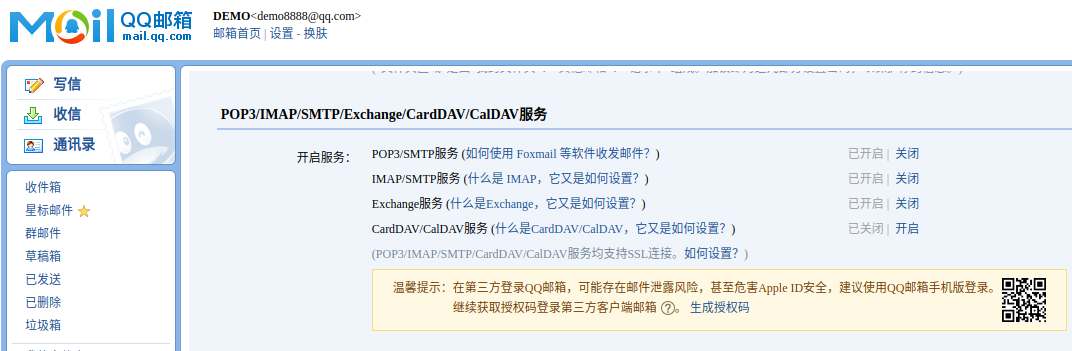 Mail QQ邮箱
mail.qq.com
DEMO<demo8888@qq.com>
邮箱首页 | 设置 - 换肤
写信
收信
通讯录
收件箱
星标邮件
群邮件
草稿箱
已发送
已删除
垃圾箱
POP3/IMAP/SMTP/Exchange/CardDAV/CalDAV服务
开启服务： POP3/SMTP服务 (如何使用 Foxmail 等软件收发邮件？) 已开启 | 关闭
IMAP/SMTP服务 (什么是 IMAP，它又是如何设置？) 已开启 | 关闭
Exchange服务 (什么是Exchange，它又是如何设置？) 已开启 | 关闭
CardDAV/CalDAV服务 (什么是CardDAV/CalDAV，它又是如何设置？) 已关闭 | 开启
(POP3/IMAP/SMTP/CardDAV/CalDAV服务均支持SSL连接。如何设置？)
温馨提示：在第三方登录QQ邮箱，可能存在邮件泄露风险，甚至危害Apple ID安全，建议使用QQ邮箱手机版登录。
继续获取授权码登录第三方客户端邮箱 ?。 生成授权码